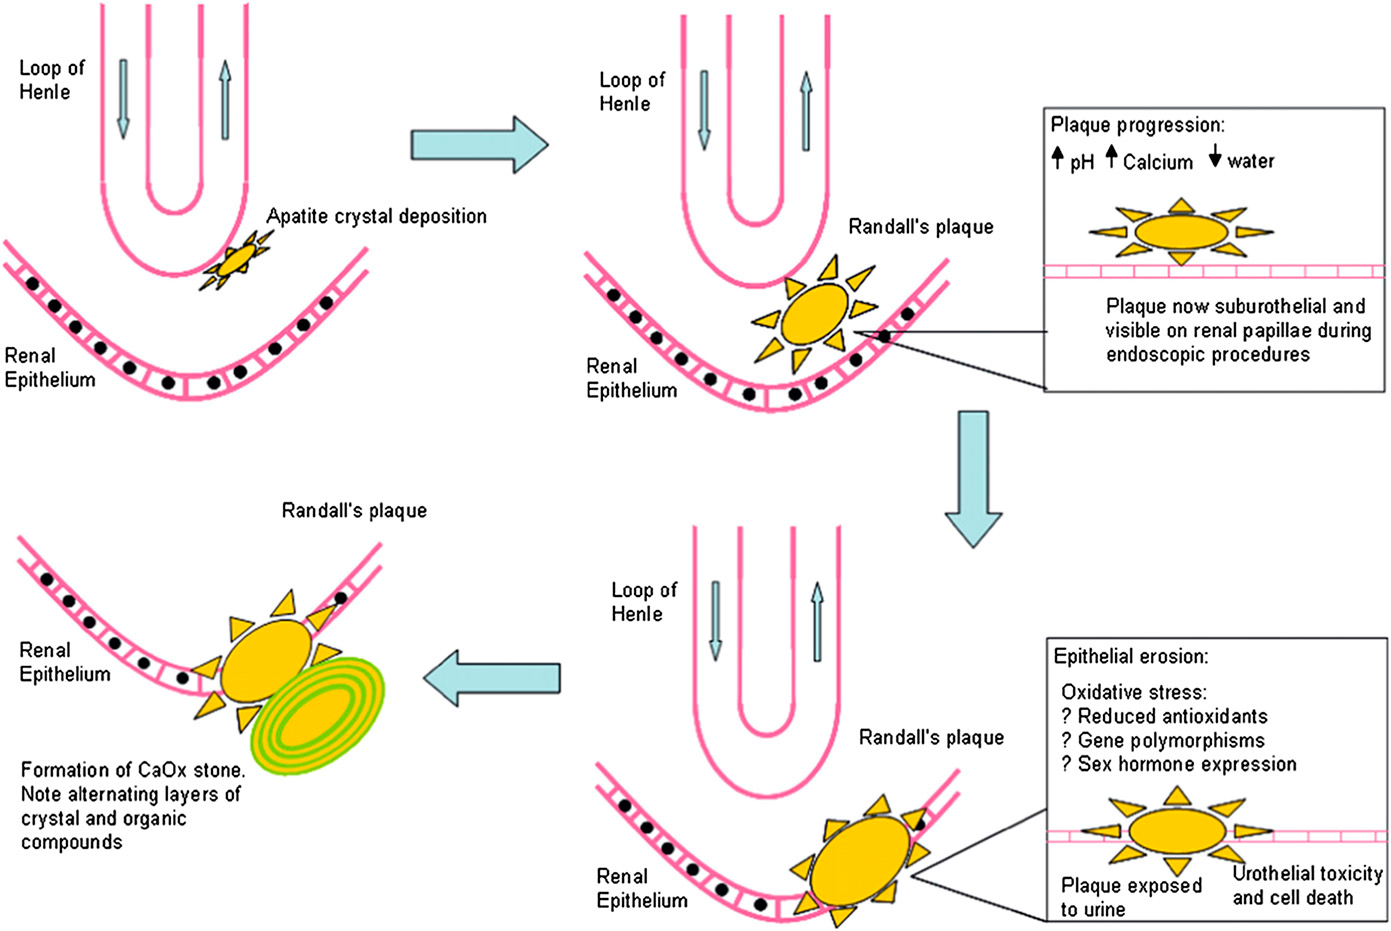 Loop of
Henle
Apatite crystal deposition
Renal
Epithelium
Loop of
Henle
Randall's plaque
Renal
Epithelium
Plaque progression:
pH Calcium water
Plaque now suburothelial and
visible on renal papillae during
endoscopic procedures
Loop of
Henle
Randall's plaque
Renal
Epithelium
Epithelial erosion:
Oxidative stress:
? Reduced antioxidants
? Gene polymorphisms
? Sex hormone expression
Plaque exposed
to urine
Urothelial toxicity
and cell death
Randall's plaque
Renal
Epithelium
Formation of CaOx stone.
Note alternating layers of
crystal and organic
compounds